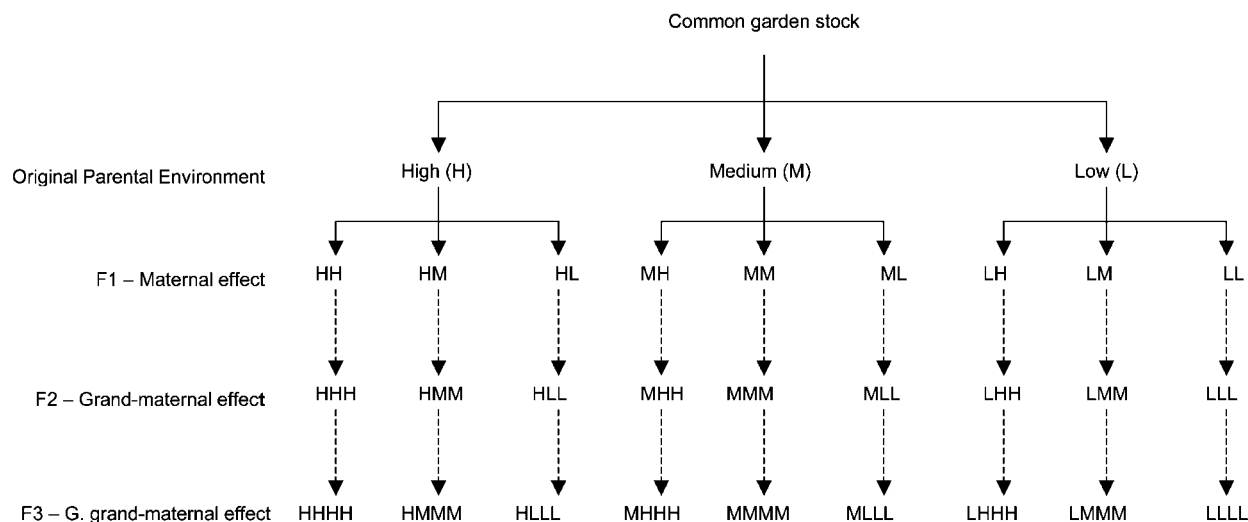 Common garden stock
Original Parental Environment High (H) Medium (M) Low (L)
F1 – Maternal effect HH HM HL MH MM ML LH LM LL
F2 – Grand-maternal effect HHH HMM HLL MHH MMM MLL LHH LMM LLL
F3 – G. grand-maternal effect HHHH HMMM HLLL MHHH MMMM MLLL LHHH LMMM LLLL